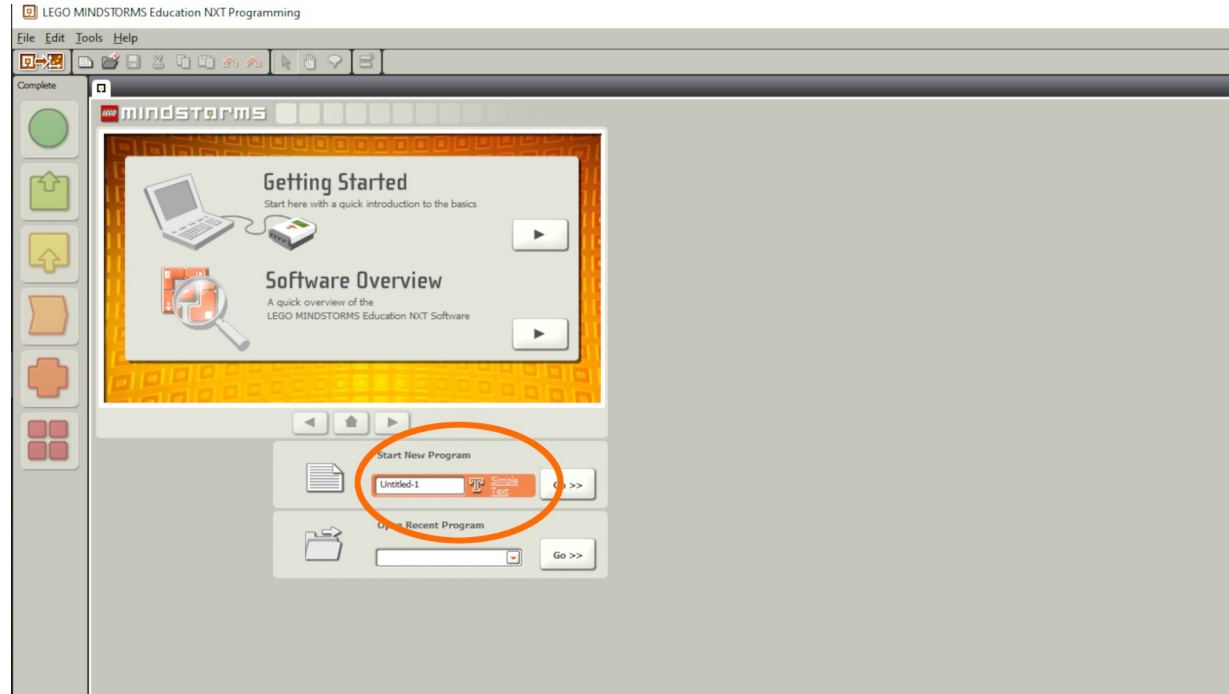 LEGO MINDSTORMS Education NXT Programming
File Edit Tools Help
Complete
LEGO mindstorms
Getting Started
Start here with a quick introduction to the basics
Software Overview
A quick overview of the
LEGO MINDSTORMS Education NXT Software
Start New Program
Untitled-1
T
Simple
Text
Go >>
Open Recent Program
Go >>